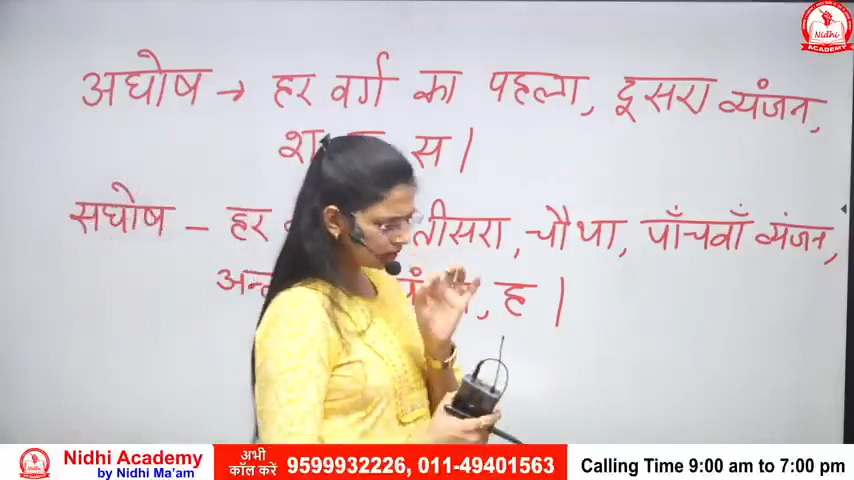 अघोष → हर वर्ग का पहला, दूसरा व्यंजन,
श स।
सघोष – हर तीसरा, चौथा, पाँचवाँ व्यंजन,
, ह।
Nidhi
ACADEMY
Nidhi Academy
by Nidhi Ma'am
अभी
कॉल करें
9599932226, 011-49401563
Calling Time 9:00 am to 7:00 pm